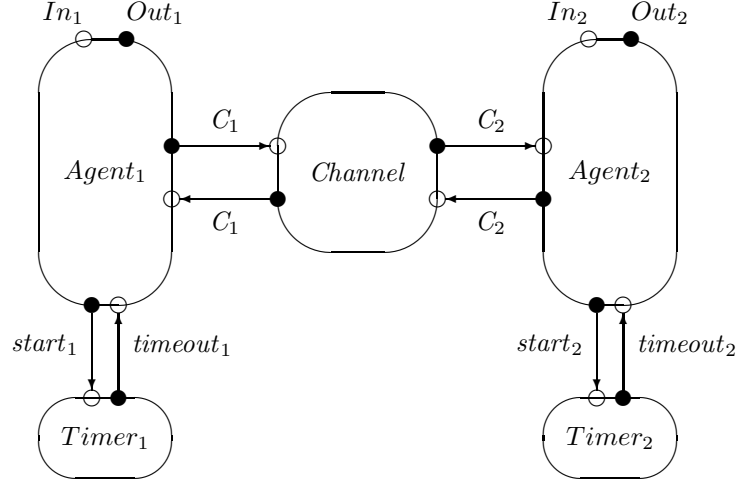 In₁ Out₁ In₂ Out₂
C₁ C₂
Agent₁ Channel Agent₂
C₁ C₂
start₁ timeout₁ start₂ timeout₂
Timer₁ Timer₂